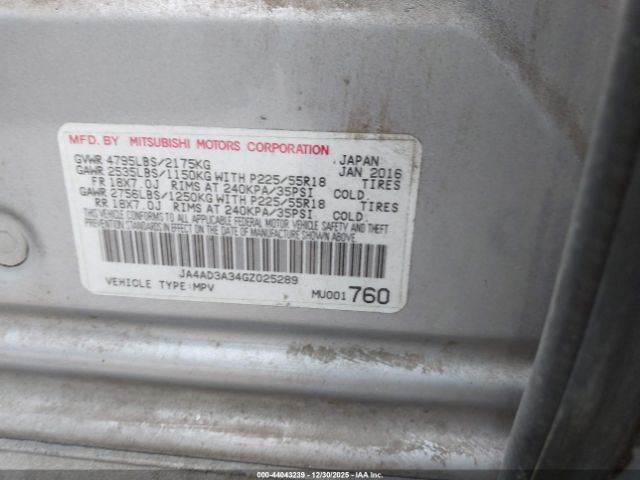 MFD. BY MITSUBISHI MOTORS CORPORATION
GVWR 4795LBS/2175KG JAPAN
GAWR 2535LBS/1150KG WITH P225/55R18 JAN 2016
FR 18X7.0J RIMS AT 240KPA/35PSI TIRES COLD.
GAWR 2756LBS/1250KG WITH P225/55R18 TIRES
RR 18X7.0J RIMS AT 240KPA/35PSI COLD.
THIS VEHICLE CONFORMS TO ALL APPLICABLE FEDERAL MOTOR VEHICLE SAFETY AND
THEFT PREVENTION STANDARDS IN EFFECT ON THE DATE OF MANUFACTURE SHOWN ABOVE.
JA4AD3A34GZ025289
VEHICLE TYPE:MPV MU001760
© Image - 44043239 - 12/30/2025 - IAA Inc.